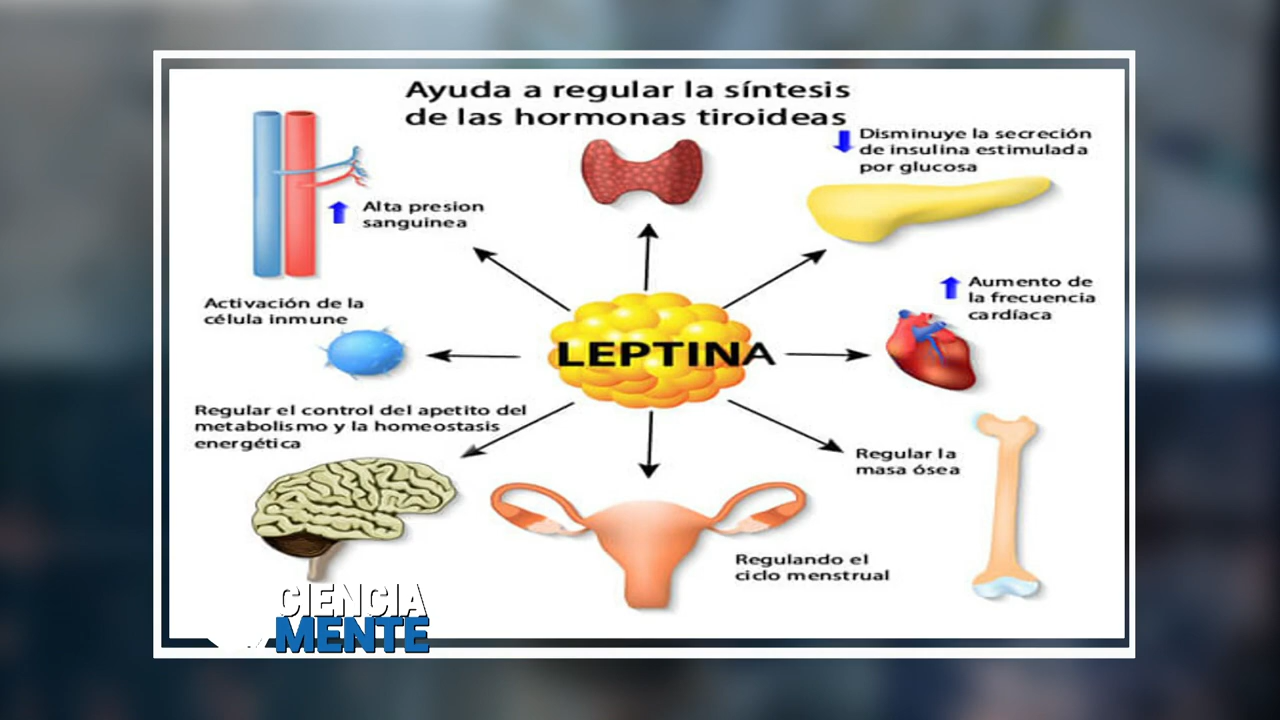 Ayuda a regular la síntesis
de las hormonas tiroideas
Disminuye la secreción
de insulina estimulada
por glucosa
Alta presion
sanguinea
Aumento de
la frecuencia
cardíaca
Activación de la
célula inmune
LEPTINA
Regular el control del apetito del
metabolismo y la homeostasis
energética
Regular la
masa ósea
Regulando el
ciclo menstrual
CIENCIA
MENTE